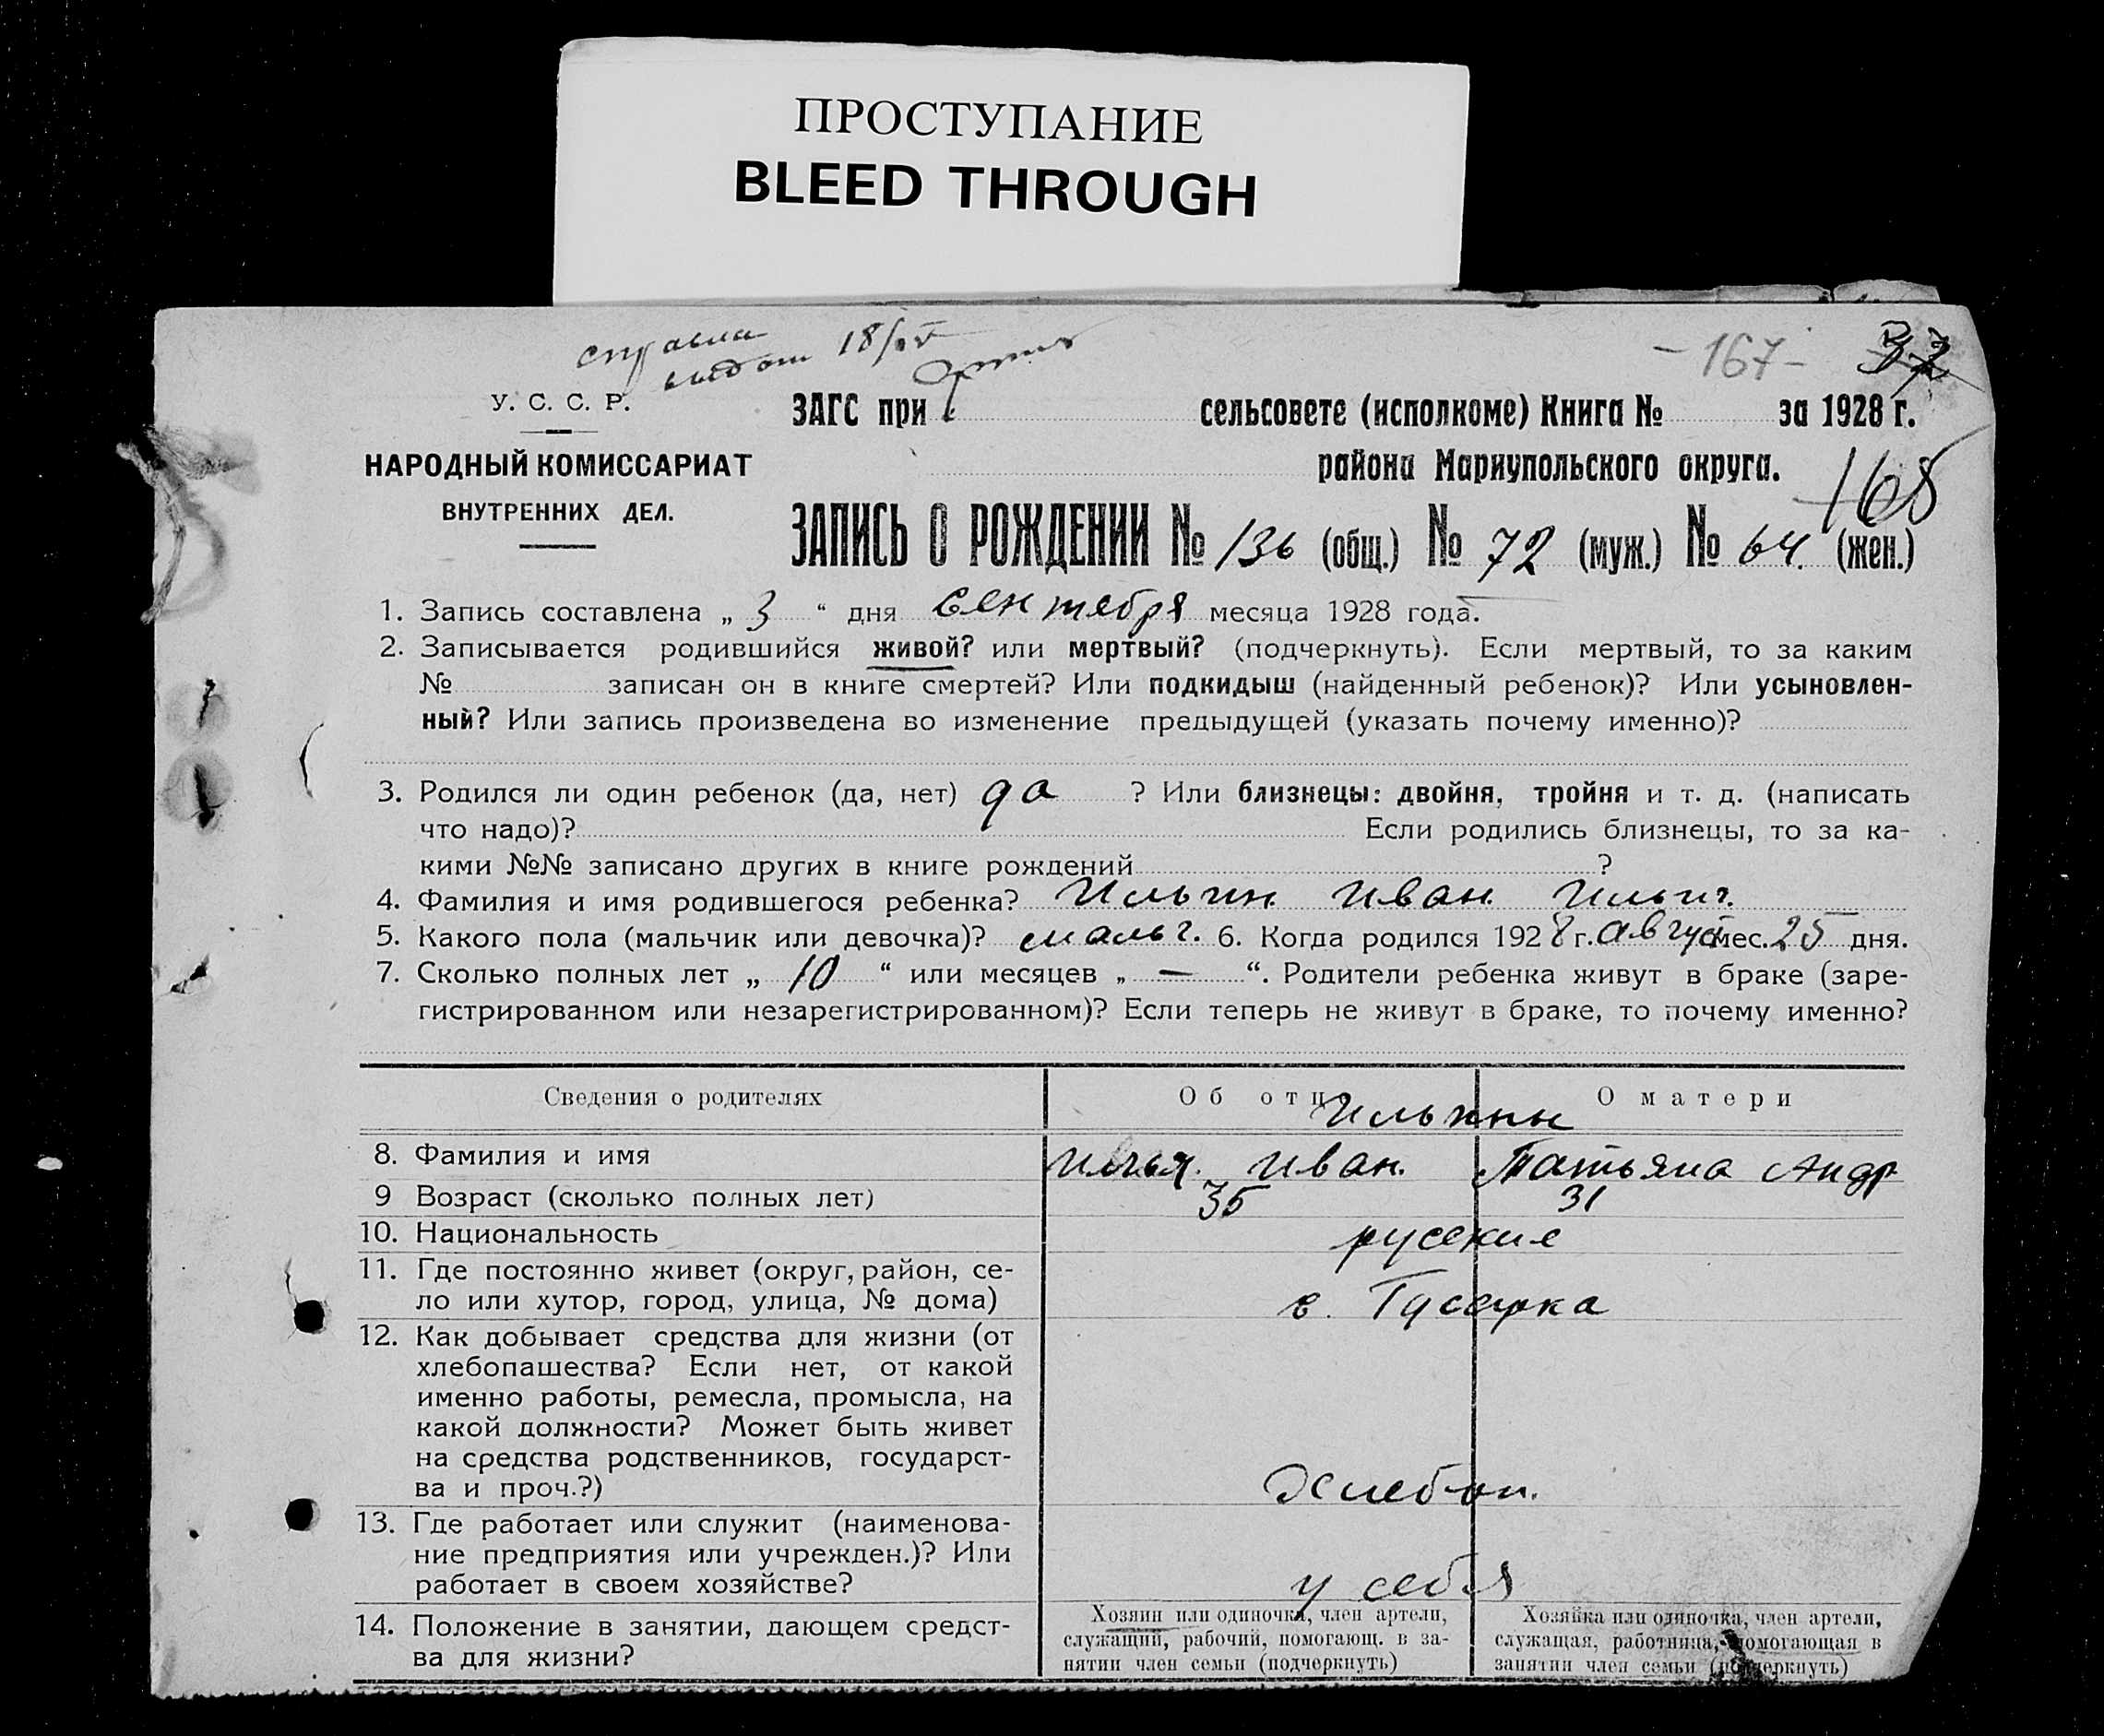 ПРОСТУПАНИЕ
BLEED THROUGH
справка
выдан 18/
- 167 -
У. С. С. Р.
ЗАГС при сельсовете (исполкоме) Книга № за 1928 г.
НАРОДНЫЙ КОМИССАРИАТ
района Мариупольского округа.
168
ВНУТРЕННИХ ДЕЛ.
ЗАПИСЬ О РОЖДЕНИИ № 136 (общ.) № 72 (муж.) № 64. (жен.)
1. Запись составлена „ 3 “ дня Сентября месяца 1928 года.
2. Записывается родившийся живой? или мертвый? (подчеркнуть). Если мертвый, то за каким
№ записан он в книге смертей? Или подкидыш (найденный ребенок)? Или усыновлен-
ный? Или запись произведена во изменение предыдущей (указать почему именно)?
3. Родился ли один ребенок (да, нет) да ? Или близнецы: двойня, тройня и т. д. (написать
что надо)? Если родились близнецы, то за ка-
кими №№ записано других в книге рождений ?
4. Фамилия и имя родившегося ребенка? Ильин Иван Ильич.
5. Какого пола (мальчик или девочка)? мальч. 6. Когда родился 1928 г. август мес. 25 дня.
7. Сколько полных лет „ 10 “ или месяцев „ — “. Родители ребенка живут в браке (заре-
гистрированном или незарегистрированном)? Если теперь не живут в браке, то почему именно?
Сведения о родителях Об отце О матери
Ильины
8. Фамилия и имя Илья Иван. Татьяна Андр
9 Возраст (сколько полных лет) 35 31
10. Национальность русские
11. Где постоянно живет (округ, район, се-
ло или хутор, город, улица, № дома) с.
12. Как добывает средства для жизни (от
хлебопашества? Если нет, от какой
именно работы, ремесла, промысла, на
какой должности? Может быть живет
на средства родственников, государст-
ва и проч.?) Хлебоп.
13. Где работает или служит (наименова-
ние предприятия или учрежден.)? Или
работает в своем хозяйстве? у себя
14. Положение в занятии, дающем средст-
ва для жизни?
Хозяин или одиночка, член артели,
служащий, рабочий, помогающ. в за-
нятии член семьи (подчеркнуть)
Хозяйка или одиночка, член артели,
служащая, работница, помогающая в
занятии член семьи (подчеркнуть)